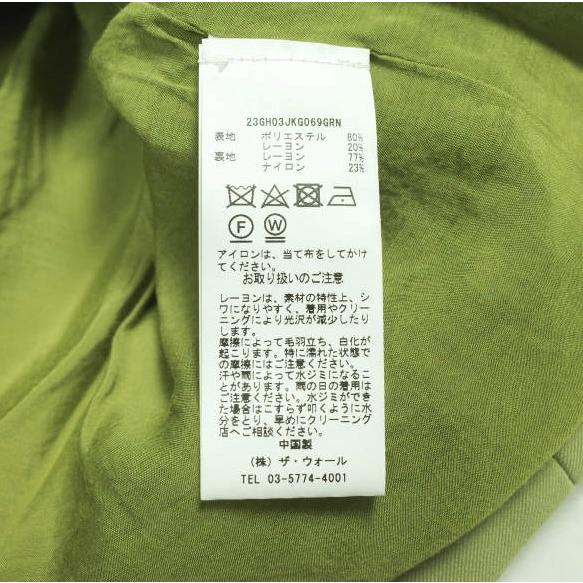 23GH03JKG069GRN
表地 ポリエステル 80%
レーヨン 20%
裏地 レーヨン 77%
ナイロン 23%
F W
アイロンは、当て布をしてかけ
てください。
お取り扱いのご注意
レーヨンは、素材の特性上、シ
ワになりやすく、着用やクリー
ニングにより光沢が減少したり
します。
摩擦によって毛羽立ち、白化が
起こります。特に濡れた状態で
の摩擦にはご注意ください。
汗や雨によって水ジミになるこ
とがあります。雨の日の着用は
ご注意ください。水ジミができ
た場合はこすらず叩くように水
分をとり、早めにクリーニング
店へご相談ください。
中国製
(株) ザ・ウォール
TEL 03-5774-4001